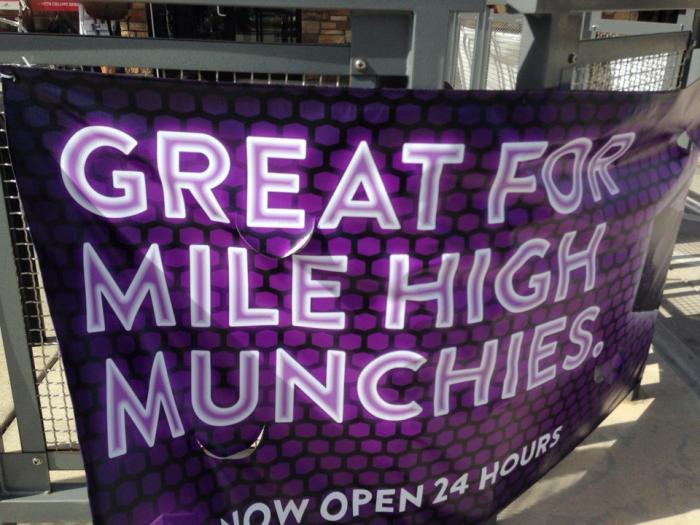 GREAT FOR
MILE HIGH
MUNCHIES.
NOW OPEN 24 HOURS